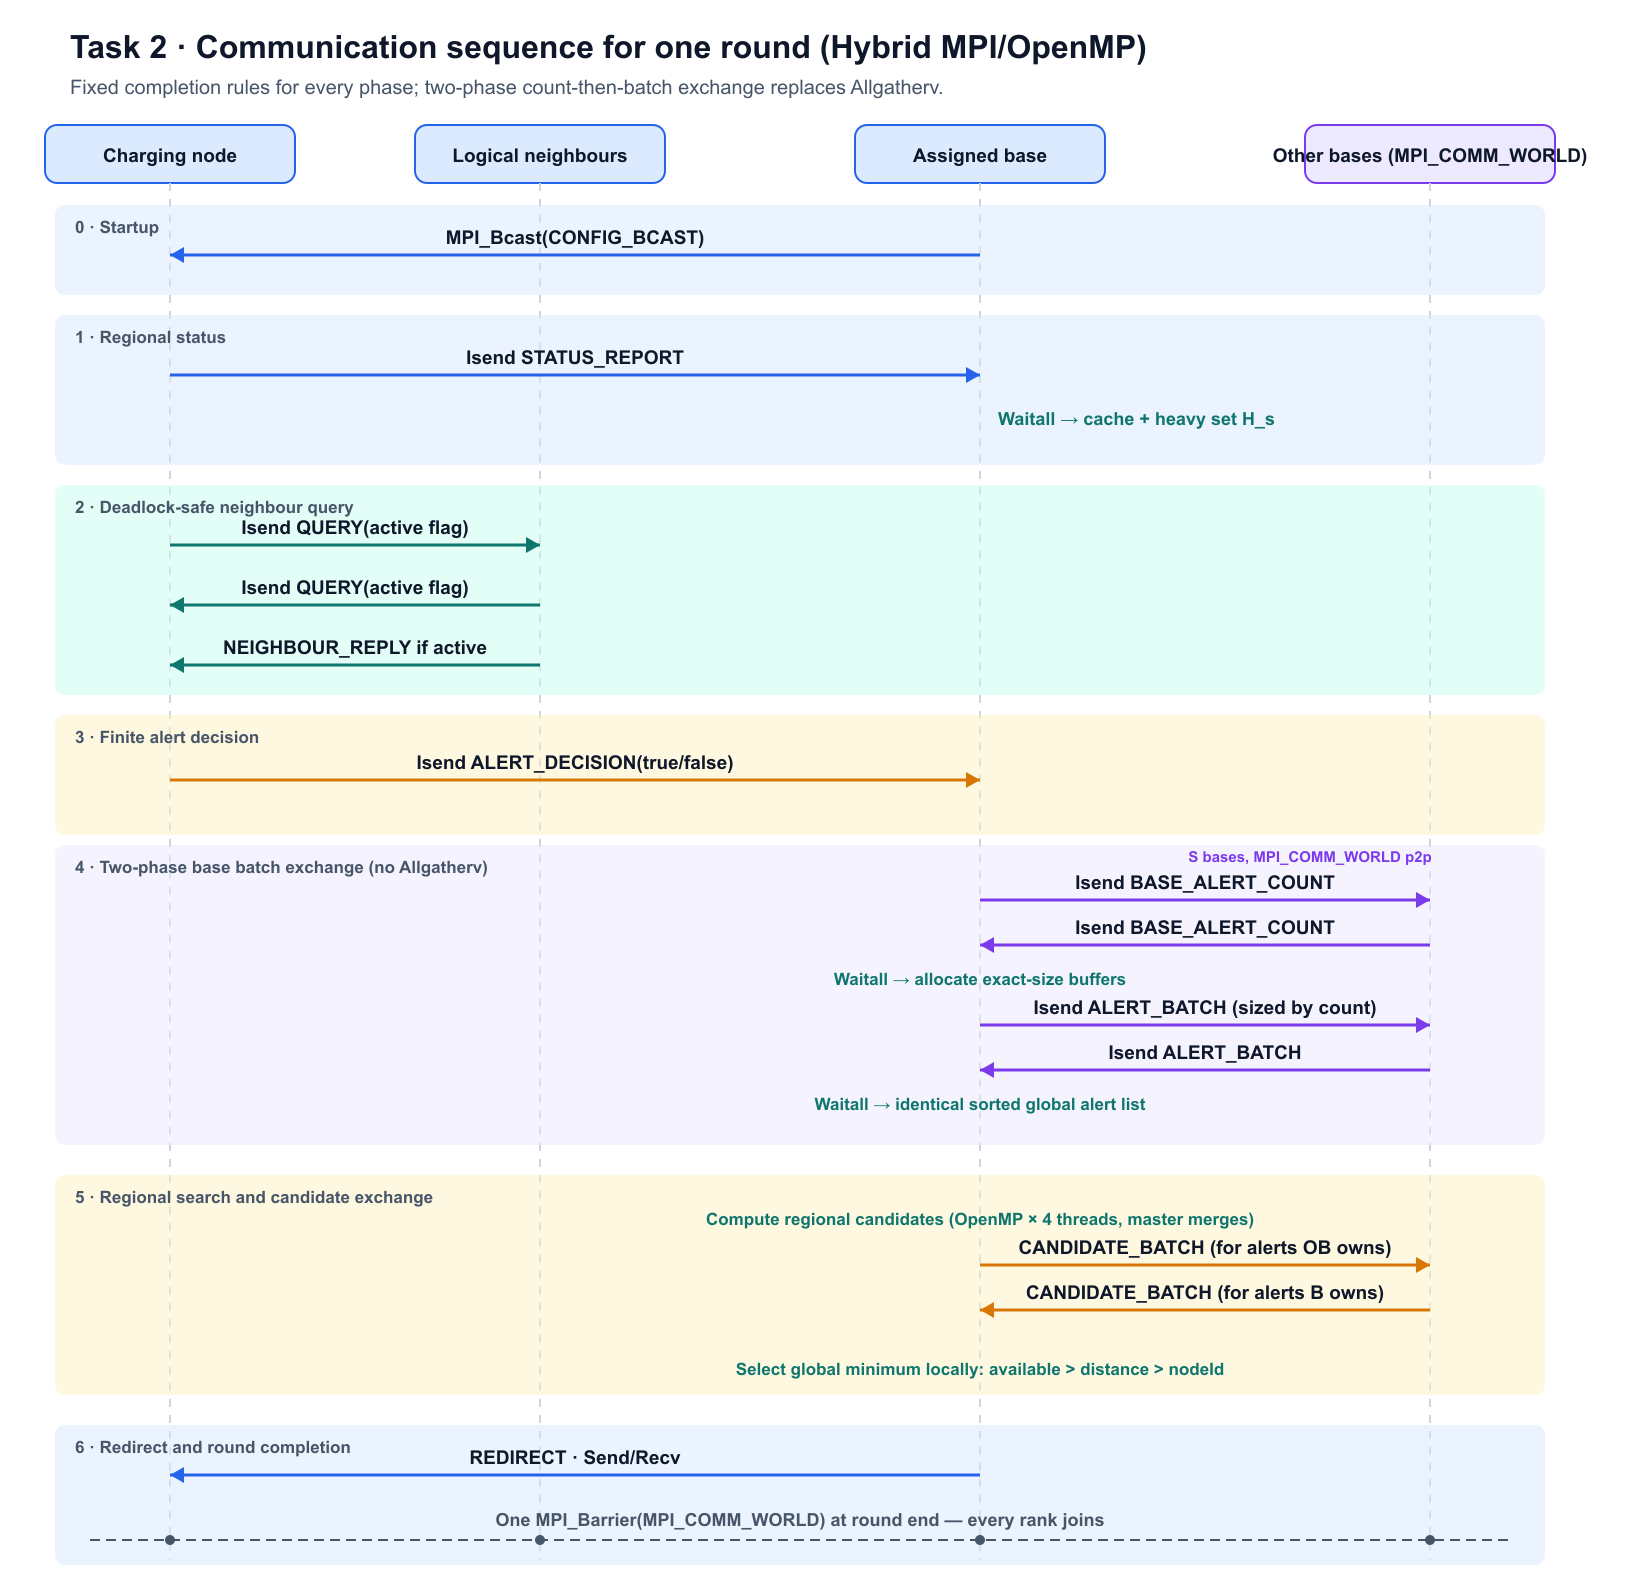 Task 2 · Communication sequence for one round (Hybrid MPI/OpenMP)
Fixed completion rules for every phase; two-phase count-then-batch exchange replaces Allgatherv.
Charging node
Logical neighbours
Assigned base
Other bases (MPI_COMM_WORLD)
0 · Startup
MPI_Bcast(CONFIG_BCAST)
1 · Regional status
Isend STATUS_REPORT
Waitall → cache + heavy set H_s
2 · Deadlock-safe neighbour query
Isend QUERY(active flag)
Isend QUERY(active flag)
NEIGHBOUR_REPLY if active
3 · Finite alert decision
Isend ALERT_DECISION(true/false)
4 · Two-phase base batch exchange (no Allgatherv)
S bases, MPI_COMM_WORLD p2p
Isend BASE_ALERT_COUNT
Isend BASE_ALERT_COUNT
Waitall → allocate exact-size buffers
Isend ALERT_BATCH (sized by count)
Isend ALERT_BATCH
Waitall → identical sorted global alert list
5 · Regional search and candidate exchange
Compute regional candidates (OpenMP × 4 threads, master merges)
CANDIDATE_BATCH (for alerts OB owns)
CANDIDATE_BATCH (for alerts B owns)
Select global minimum locally: available > distance > nodeId
6 · Redirect and round completion
REDIRECT · Send/Recv
One MPI_Barrier(MPI_COMM_WORLD) at round end — every rank joins